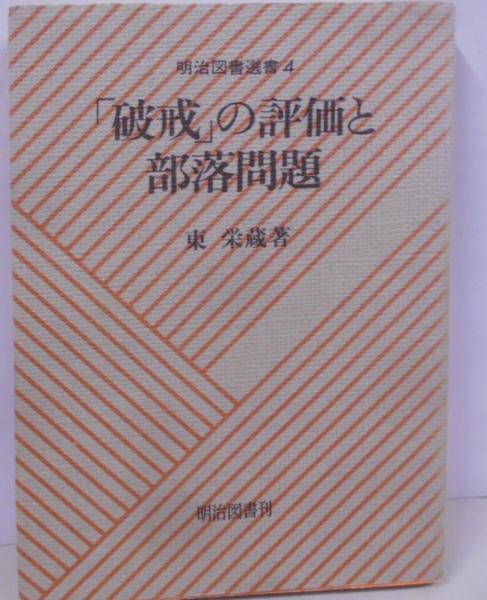 明治図書選書4
「破戒」の評価と
部落問題
東 栄蔵著
明治図書刊